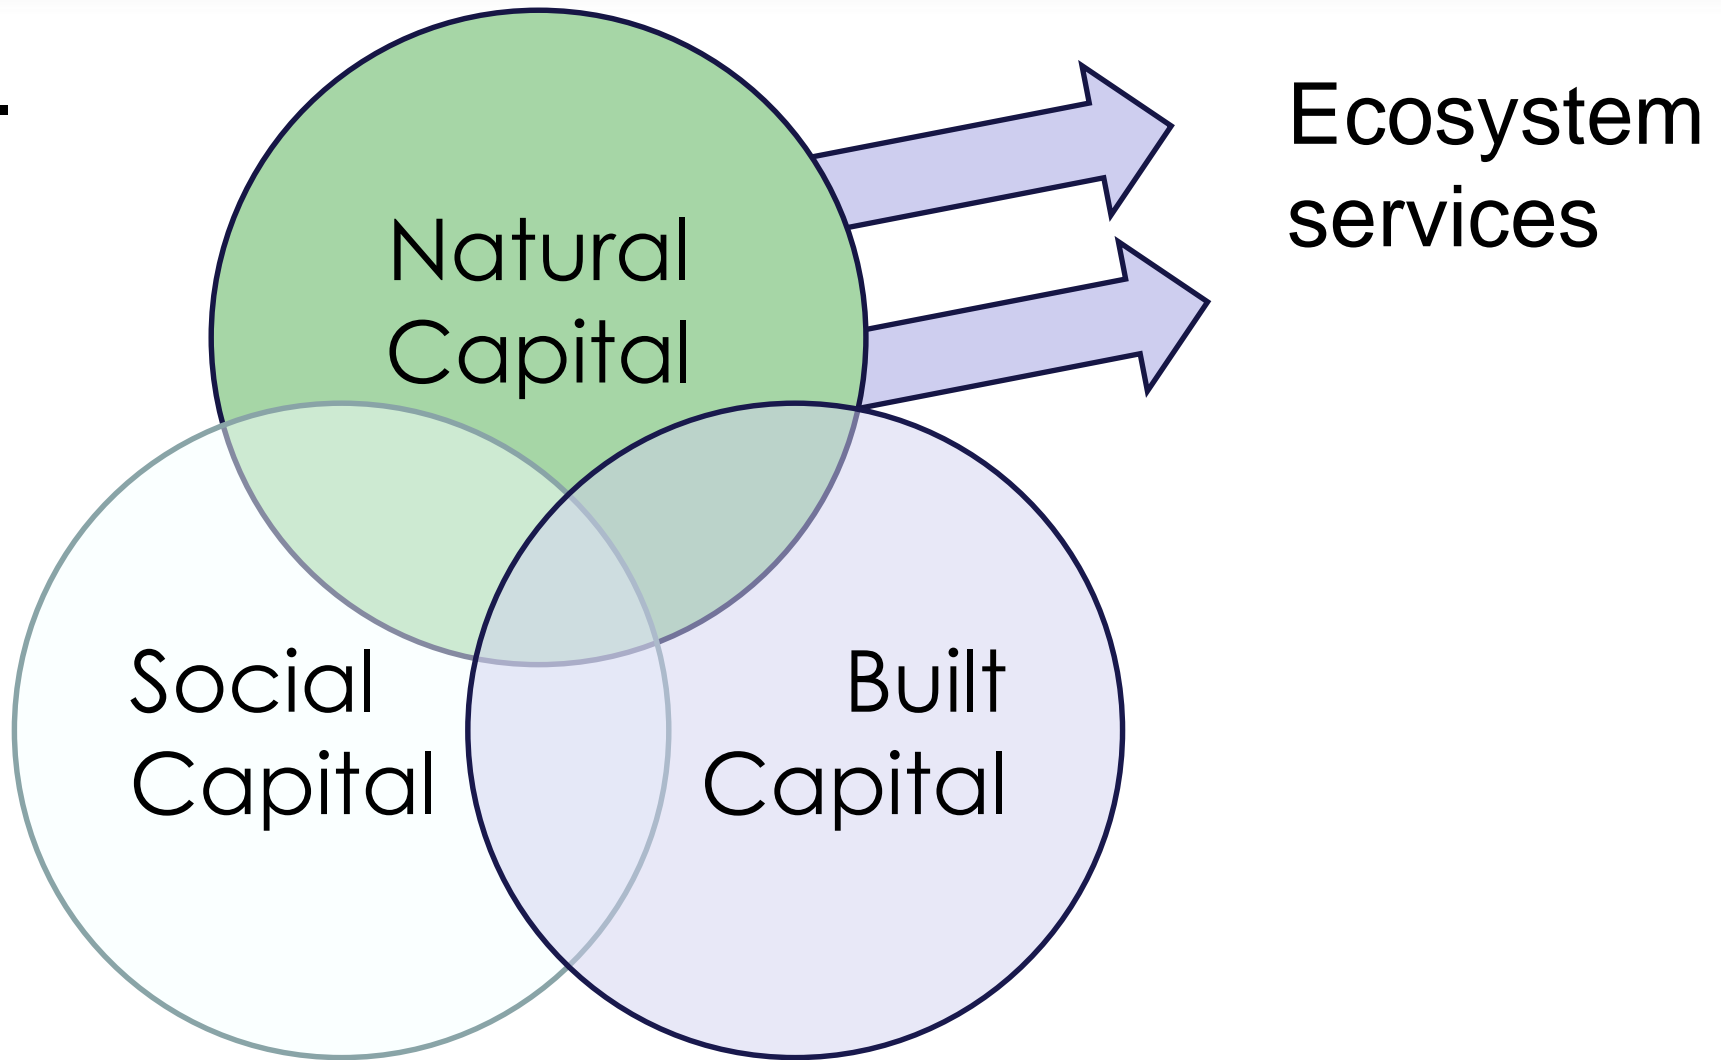 Natural
Capital
Ecosystem
services
Social
Capital
Built
Capital